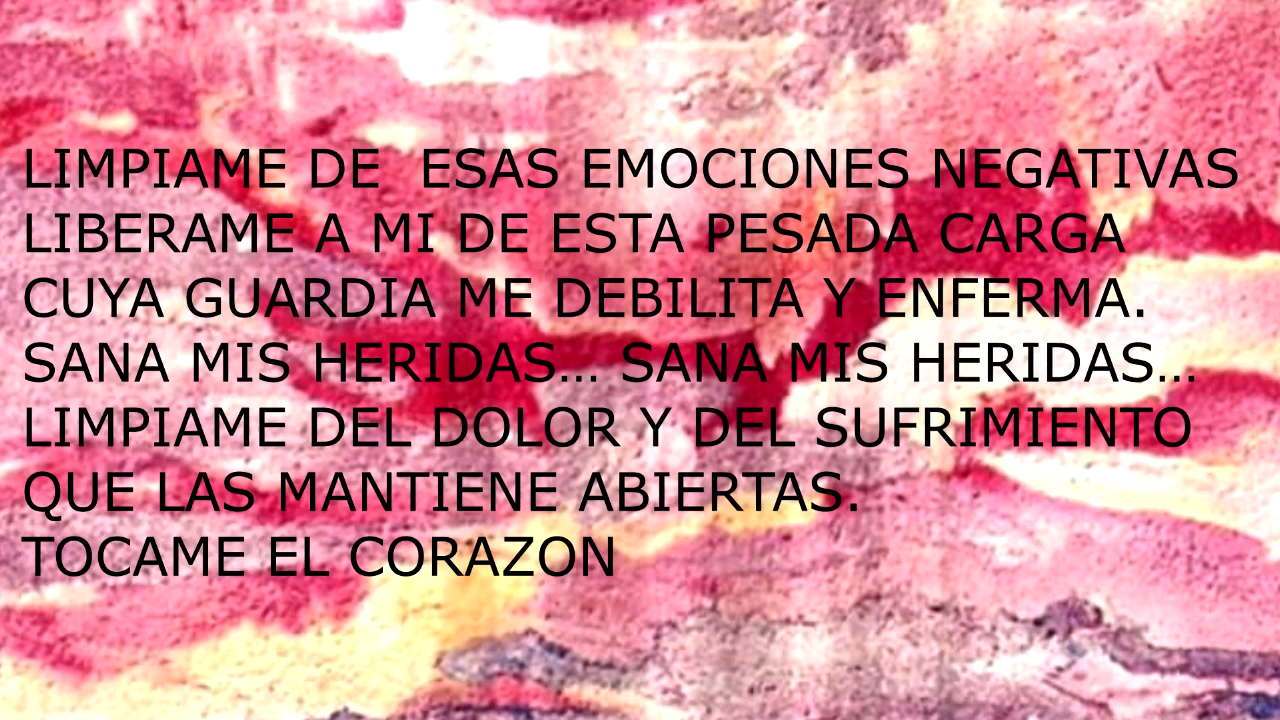 LIMPIAME DE  ESAS EMOCIONES NEGATIVAS
LIBERAME A MI DE ESTA PESADA CARGA
CUYA GUARDIA ME DEBILITA Y ENFERMA.
SANA MIS HERIDAS... SANA MIS HERIDAS...
LIMPIAME DEL DOLOR Y DEL SUFRIMIENTO
QUE LAS MANTIENE ABIERTAS.
TOCAME EL CORAZON